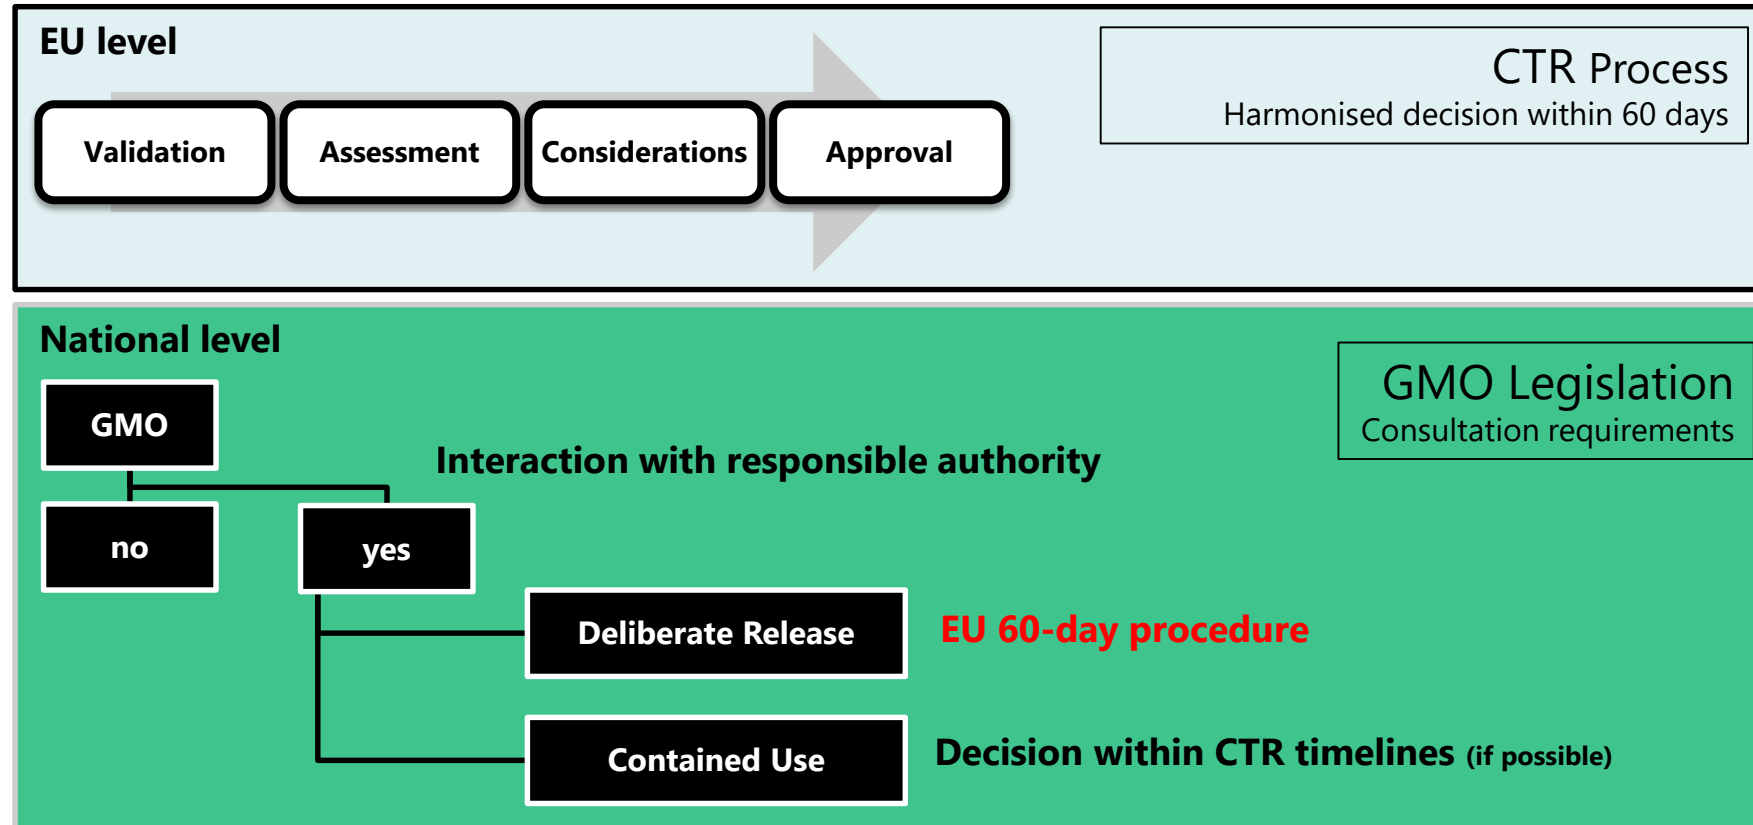 EU level
CTR Process
Harmonised decision within 60 days
Validation
Assessment
Considerations
Approval
National level
GMO Legislation
Consultation requirements
GMO
Interaction with responsible authority
no
yes
Deliberate Release
EU 60-day procedure
Contained Use
Decision within CTR timelines (if possible)